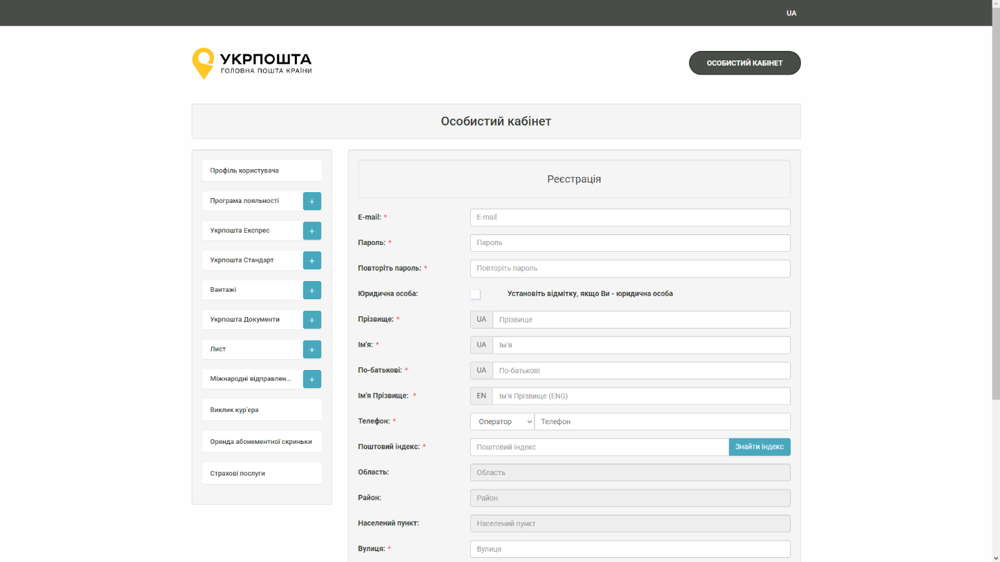 UA
УКРПОШТА
ГОЛОВНА ПОШТА КРАЇНИ
ОСОБИСТИЙ КАБІНЕТ
Особистий кабінет
Профіль користувача
Програма лояльності +
Укрпошта Експрес +
Укрпошта Стандарт +
Вантажі +
Укрпошта Документи +
Лист +
Міжнародні відправлен... +
Виклик кур'єра
Оренда абонементної скриньки
Страхові послуги
Реєстрація
E-mail: * E-mail
Пароль: * Пароль
Повторіть пароль: * Повторіть пароль
Юридична особа: Установіть відмітку, якщо Ви - юридична особа
Прізвище: * UA Прізвище
Ім'я: * UA Ім'я
По-батькові: * UA По-батькові
Ім'я Прізвище: * EN Ім'я Прізвище (ENG)
Телефон: * Оператор Телефон
Поштовий індекс: * Поштовий індекс Знайти індекс
Область: Область
Район: Район
Населений пункт: Населений пункт
Вулиця: * Вулиця